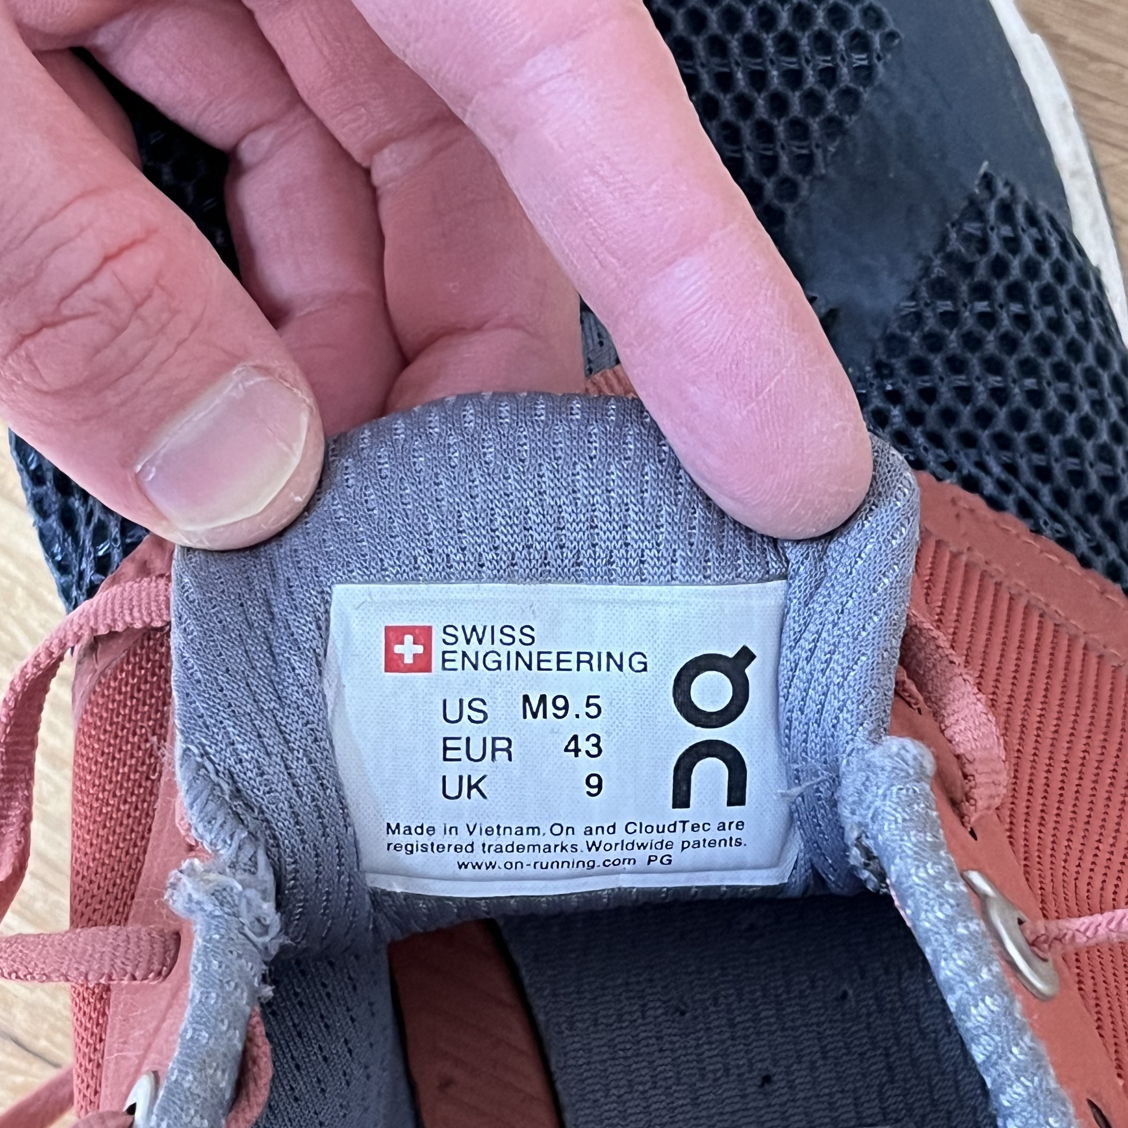 SWISS
ENGINEERING
US M9.5
EUR 43
UK 9
On
Made in Vietnam. On and CloudTec are
registered trademarks. Worldwide patents.
www.on-running.com PG